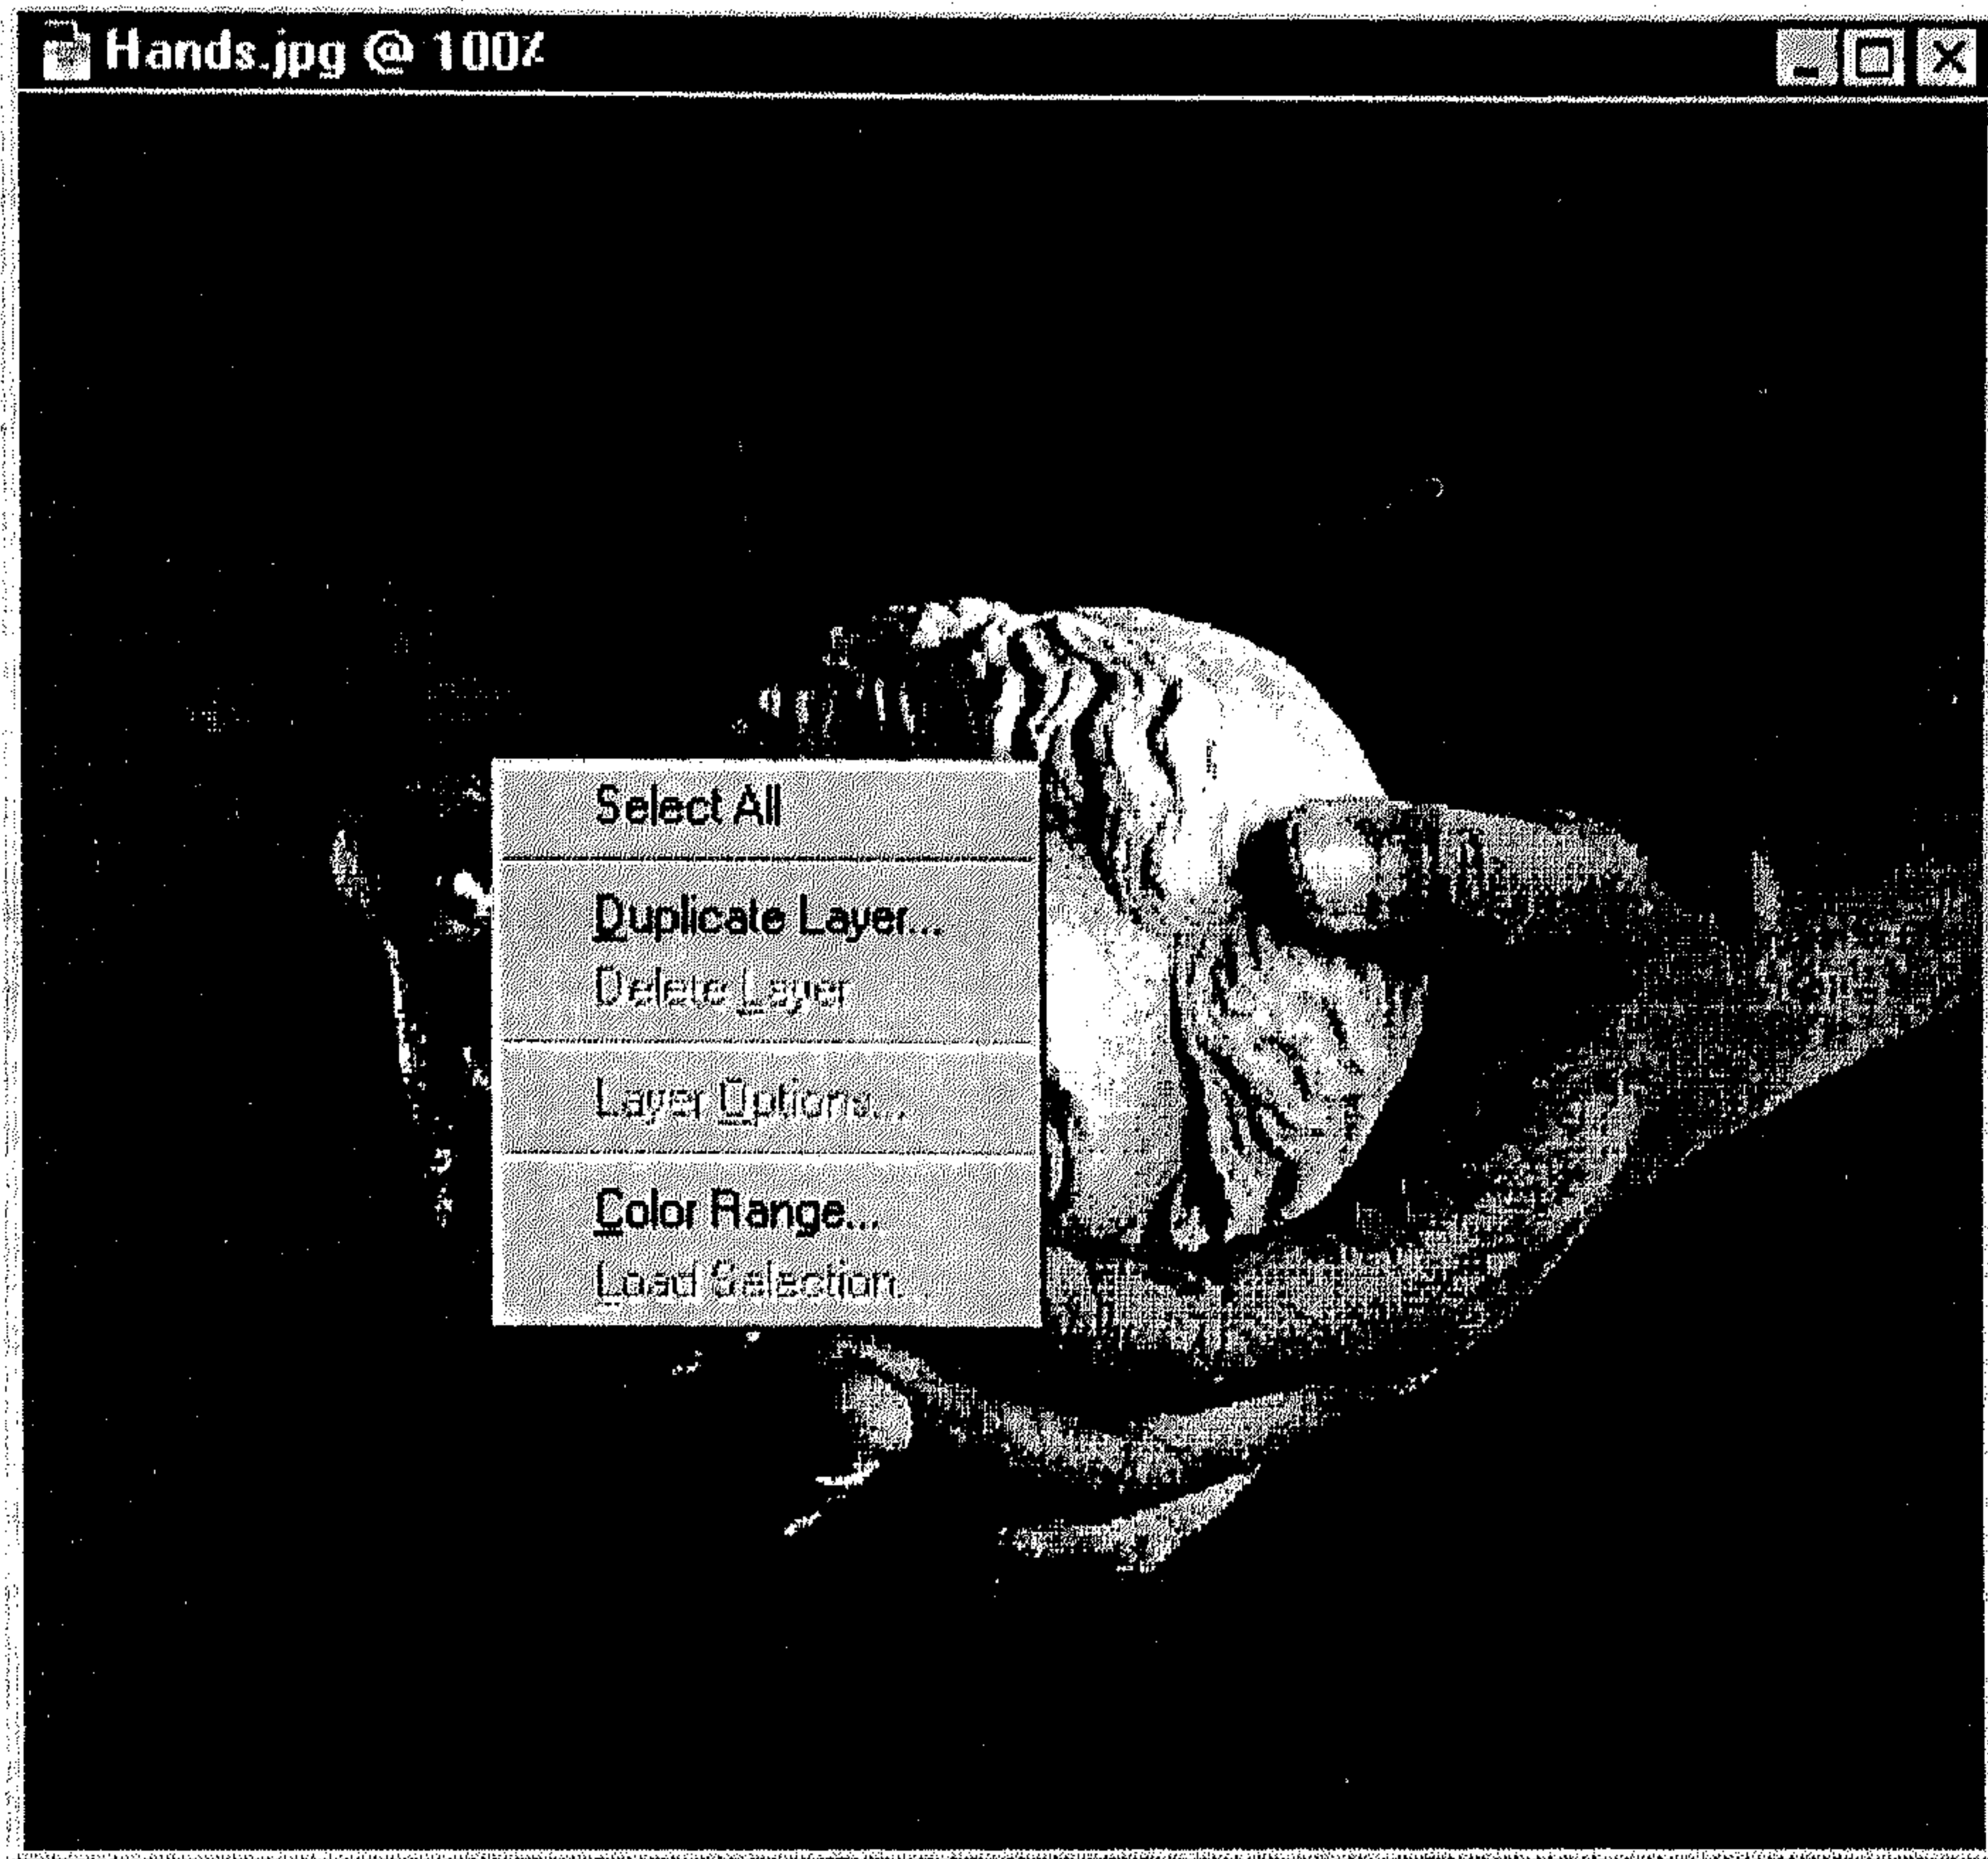 Hands.jpg @ 100%
Select All
Duplicate Layer...
Delete Layer
Layer Options...
Color Range...
Load Selection...